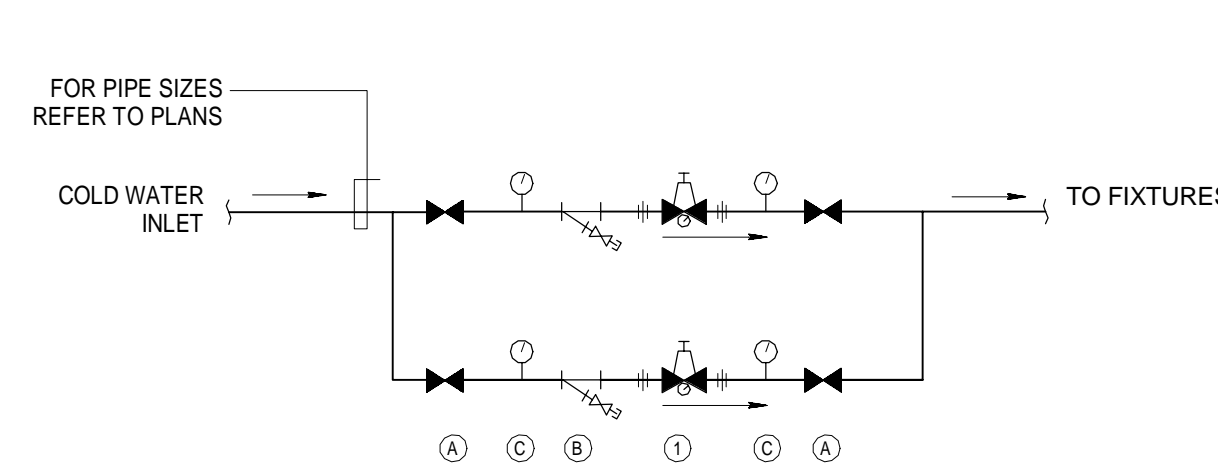 FOR PIPE SIZES
REFER TO PLANS
COLD WATER
INLET
TO FIXTURES
A
C
B
1
C
A